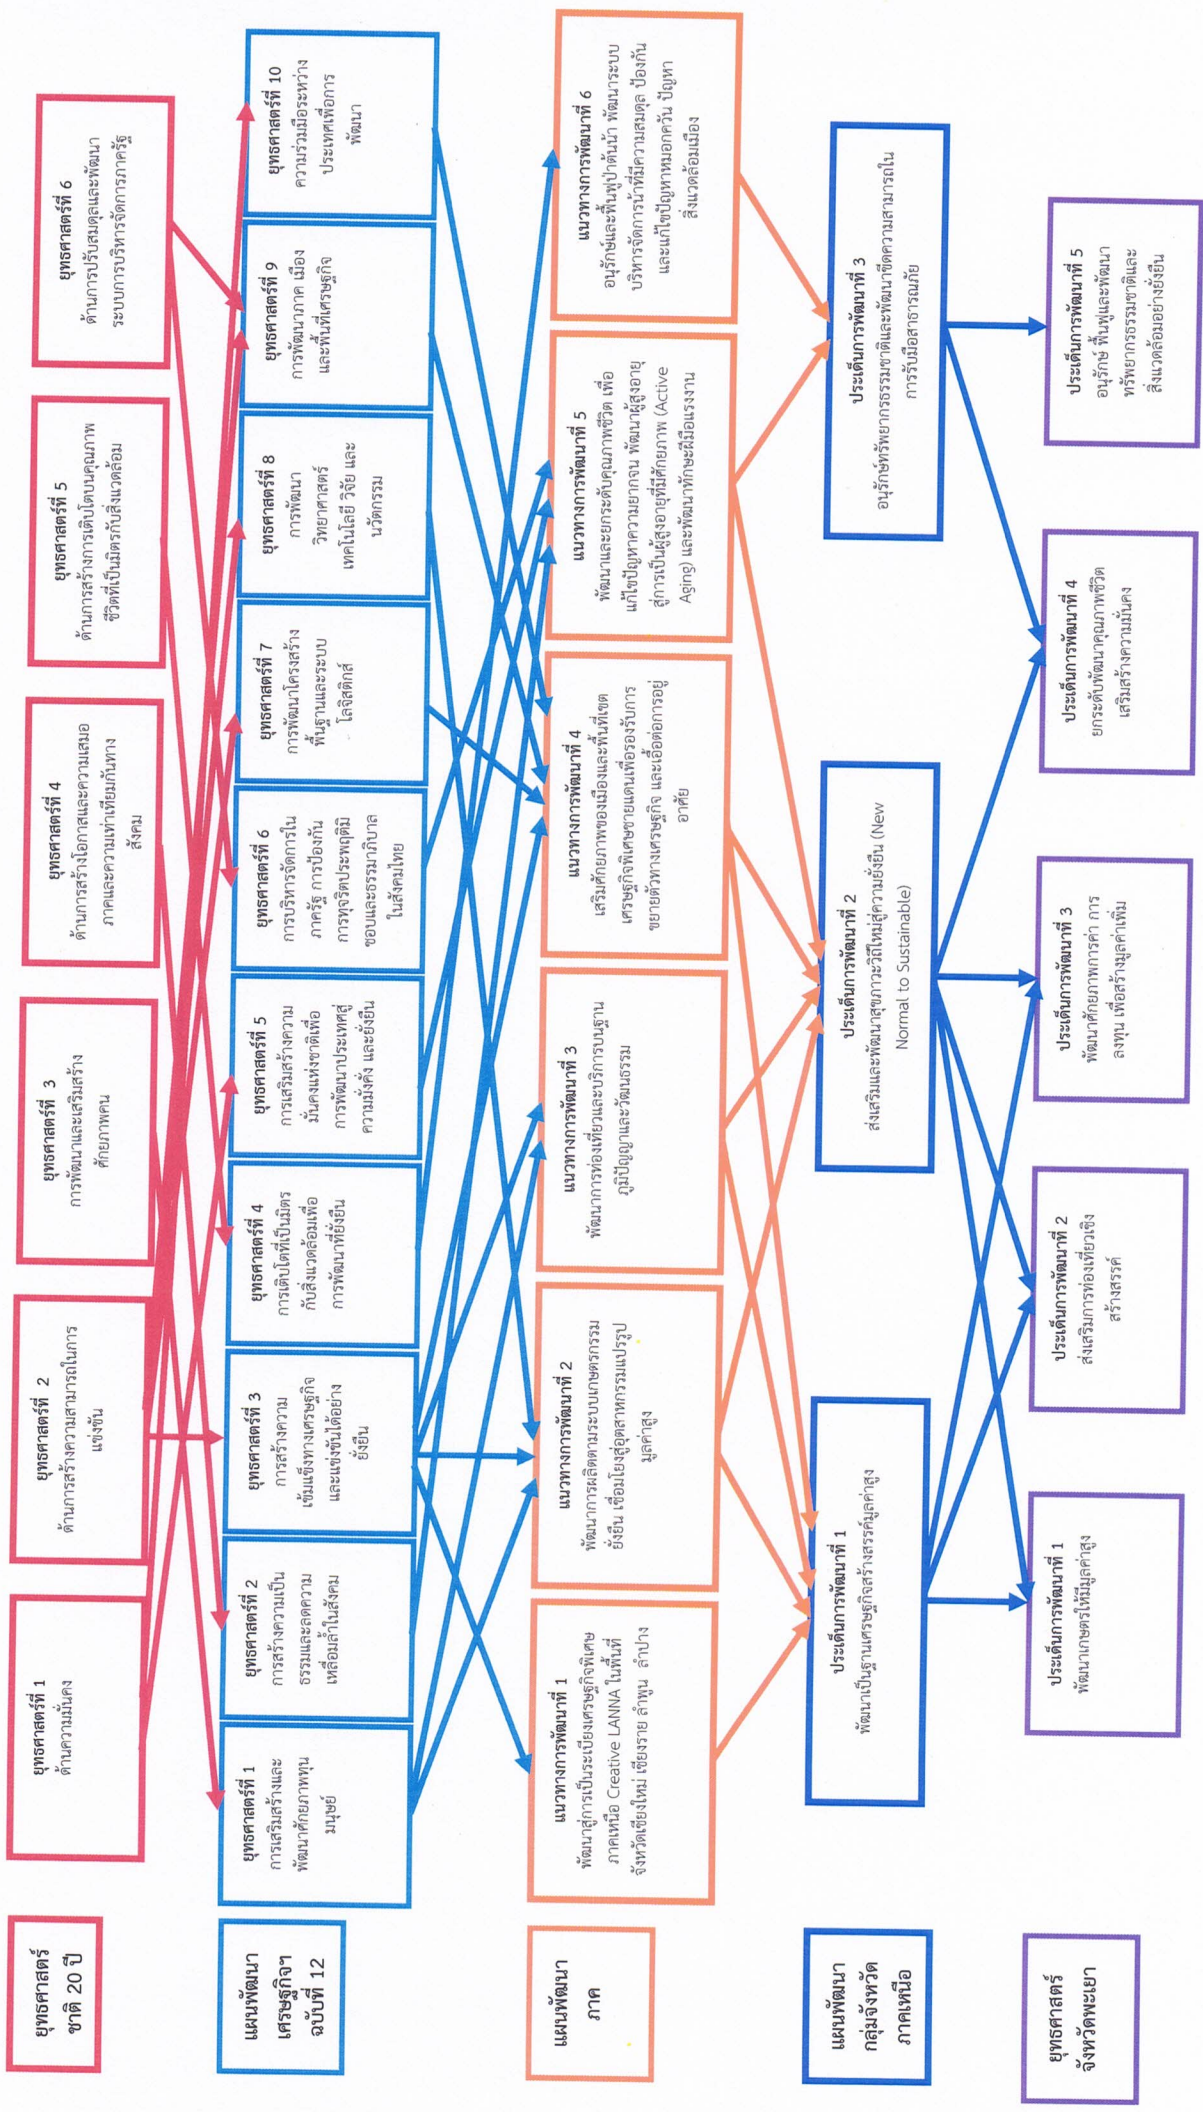 ยุทธศาสตร์
ชาติ 20 ปี
ยุทธศาสตร์ที่ 1
ด้านความมั่นคง
ยุทธศาสตร์ที่ 2
ด้านการสร้างความสามารถในการ
แข่งขัน
ยุทธศาสตร์ที่ 3
การพัฒนาและเสริมสร้าง
ศักยภาพคน
ยุทธศาสตร์ที่ 4
ด้านการสร้างโอกาสและความเสมอ
ภาคและความเท่าเทียมกันทาง
สังคม
ยุทธศาสตร์ที่ 5
ด้านการสร้างการเติบโตบนคุณภาพ
ชีวิตที่เป็นมิตรกับสิ่งแวดล้อม
ยุทธศาสตร์ที่ 6
ด้านการปรับสมดุลและพัฒนา
ระบบการบริหารจัดการภาครัฐ
แผนพัฒนา
เศรษฐกิจฯ
ฉบับที่ 12
ยุทธศาสตร์ที่ 1
การเสริมสร้างและ
พัฒนาศักยภาพทุน
มนุษย์
ยุทธศาสตร์ที่ 2
การสร้างความเป็น
ธรรมและลดความ
เหลื่อมล้ำในสังคม
ยุทธศาสตร์ที่ 3
การสร้างความ
เข้มแข็งทางเศรษฐกิจ
และแข่งขันได้อย่าง
ยั่งยืน
ยุทธศาสตร์ที่ 4
การเติบโตที่เป็นมิตร
กับสิ่งแวดล้อมเพื่อ
การพัฒนาที่ยั่งยืน
ยุทธศาสตร์ที่ 5
การเสริมสร้างความ
มั่นคงแห่งชาติเพื่อ
การพัฒนาประเทศสู่
ความมั่งคั่ง และยั่งยืน
ยุทธศาสตร์ที่ 6
การบริหารจัดการใน
ภาครัฐ การป้องกัน
การทุจริตประพฤติมิ
ชอบและธรรมาภิบาล
ในสังคมไทย
ยุทธศาสตร์ที่ 7
การพัฒนาโครงสร้าง
พื้นฐานและระบบ
โลจิสติกส์
ยุทธศาสตร์ที่ 8
การพัฒนา
วิทยาศาสตร์
เทคโนโลยี วิจัย และ
นวัตกรรม
ยุทธศาสตร์ที่ 9
การพัฒนาภาค เมือง
และพื้นที่เศรษฐกิจ
ยุทธศาสตร์ที่ 10
ความร่วมมือระหว่าง
ประเทศเพื่อการ
พัฒนา
แผนพัฒนา
ภาค
แนวทางการพัฒนาที่ 1
พัฒนาสู่การเป็นระเบียงเศรษฐกิจพิเศษ
ภาคเหนือ Creative LANNA ในพื้นที่
จังหวัดเชียงใหม่ เชียงราย ลำพูน ลำปาง
แนวทางการพัฒนาที่ 2
พัฒนาการผลิตตามระบบเกษตรกรรม
ยั่งยืน เชื่อมโยงสู่อุตสาหกรรมแปรรูป
มูลค่าสูง
แนวทางการพัฒนาที่ 3
พัฒนาการท่องเที่ยวและบริการบนฐาน
ภูมิปัญญาและวัฒนธรรม
แนวทางการพัฒนาที่ 4
เสริมศักยภาพของเมืองและพื้นที่เขต
เศรษฐกิจพิเศษชายแดนเพื่อรองรับการ
ขยายตัวทางเศรษฐกิจ และเอื้อต่อการอยู่
อาศัย
แนวทางการพัฒนาที่ 5
พัฒนาและยกระดับคุณภาพชีวิต เพื่อ
แก้ไขปัญหาความยากจน พัฒนาผู้สูงอายุ
สู่การเป็นผู้สูงอายุที่มีศักยภาพ (Active
Aging) และพัฒนาทักษะฝีมือแรงงาน
แนวทางการพัฒนาที่ 6
อนุรักษ์และฟื้นฟูป่าต้นน้ำ พัฒนาระบบ
บริหารจัดการน้ำที่มีความสมดุล ป้องกัน
และแก้ไขปัญหาหมอกควัน ปัญหา
สิ่งแวดล้อมเมือง
แผนพัฒนา
กลุ่มจังหวัด
ภาคเหนือ
ประเด็นการพัฒนาที่ 1
พัฒนาเป็นฐานเศรษฐกิจสร้างสรรค์มูลค่าสูง
ประเด็นการพัฒนาที่ 2
ส่งเสริมและพัฒนาสุขภาวะวิถีใหม่สู่ความยั่งยืน (New
Normal to Sustainable)
ประเด็นการพัฒนาที่ 3
อนุรักษ์ทรัพยากรธรรมชาติและพัฒนาขีดความสามารถใน
การรับมือสาธารณภัย
ยุทธศาสตร์
จังหวัดพะเยา
ประเด็นการพัฒนาที่ 1
พัฒนาเกษตรให้มีมูลค่าสูง
ประเด็นการพัฒนาที่ 2
ส่งเสริมการท่องเที่ยวเชิง
สร้างสรรค์
ประเด็นการพัฒนาที่ 3
พัฒนาศักยภาพการค้า การ
ลงทุน เพื่อสร้างมูลค่าเพิ่ม
ประเด็นการพัฒนาที่ 4
ยกระดับพัฒนาคุณภาพชีวิต
เสริมสร้างความมั่นคง
ประเด็นการพัฒนาที่ 5
อนุรักษ์ ฟื้นฟูและพัฒนา
ทรัพยากรธรรมชาติและ
สิ่งแวดล้อมอย่างยั่งยืน